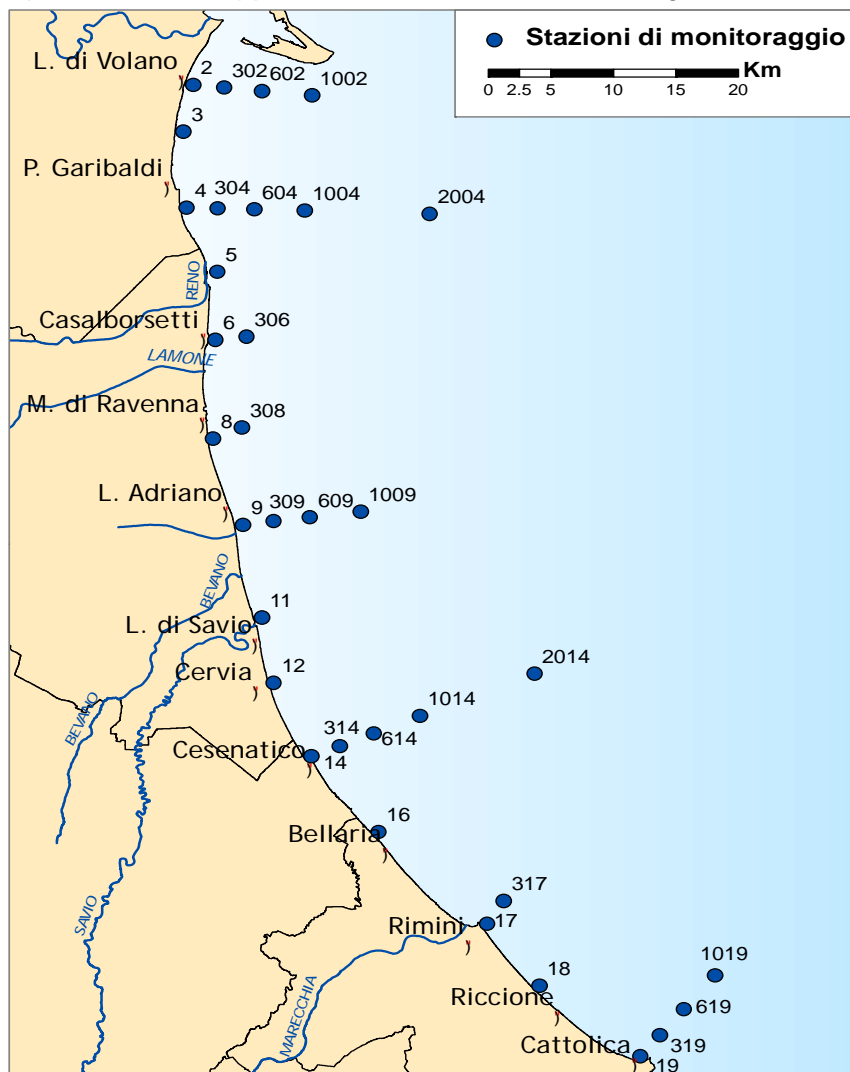 Stazioni di monitoraggio
Km
0 2.5 5 10 15 20
L. di Volano
2 302 602 1002
3
P. Garibaldi
4 304 604 1004 2004
5
RENO
Casalborsetti
6 306
LAMONE
M. di Ravenna
8 308
L. Adriano
9 309 609 1009
BEVANO
11
L. di Savio
Cervia
12
2014
BEVANO
1014
314 614
Cesenatico
14
16
Bellaria
SAVIO
317
17
Rimini
MARECCHIA
18
Riccione
1019
619
Cattolica
319
19